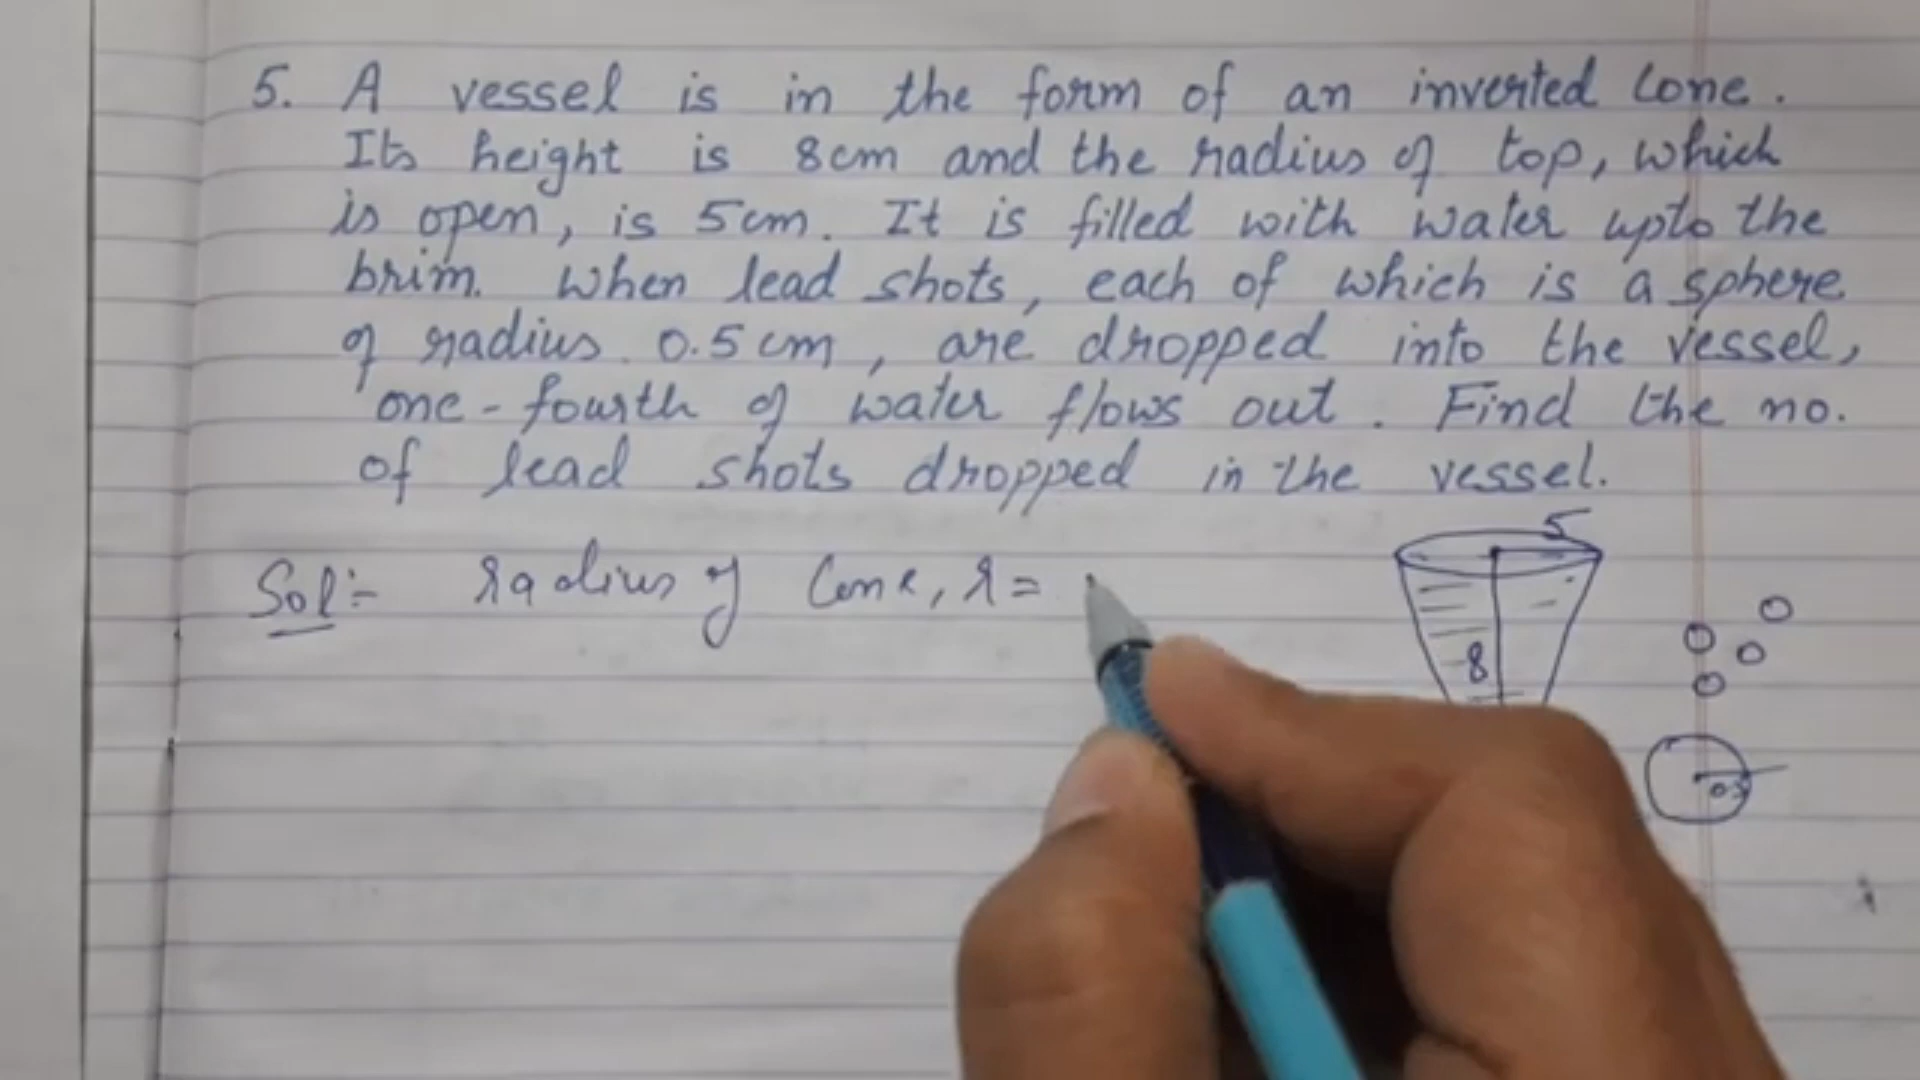 5. A vessel is in the form of an inverted cone.
Its height is 8cm and the radius of top, which
is open, is 5cm. It is filled with water upto the
brim. When lead shots, each of which is a sphere
of radius 0.5cm, are dropped into the vessel,
one-fourth of water flows out. Find the no.
of lead shots dropped in the vessel.
5
Sol:- radius of Cone, r =
8
0.5